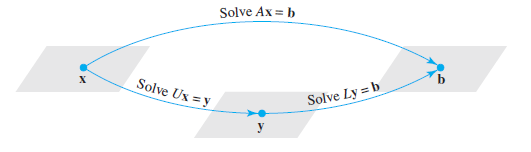 Solve Ax = b
x
Solve Ux = y
y
Solve Ly = b
b